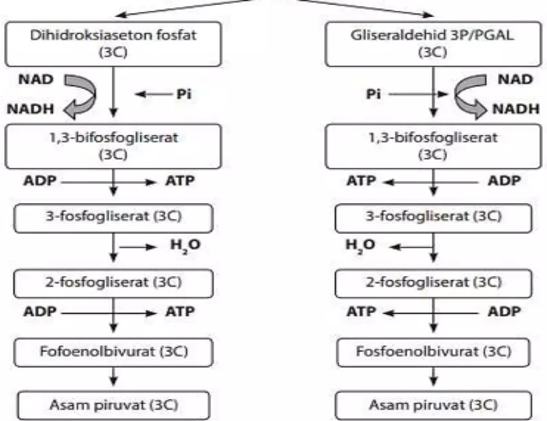 Dihidroksiaseton fosfat
(3C)
Gliseraldehid 3P/PGAL
(3C)
NAD
NADH
Pi
Pi
NAD
NADH
1,3-bifosfogliserat
(3C)
1,3-bifosfogliserat
(3C)
ADP
ATP
ATP
ADP
3-fosfogliserat (3C)
3-fosfogliserat (3C)
H₂O
H₂O
2-fosfogliserat (3C)
2-fosfogliserat (3C)
ADP
ATP
ATP
ADP
Fofoenolbivurat (3C)
Fosfoenolbivurat (3C)
Asam piruvat (3C)
Asam piruvat (3C)